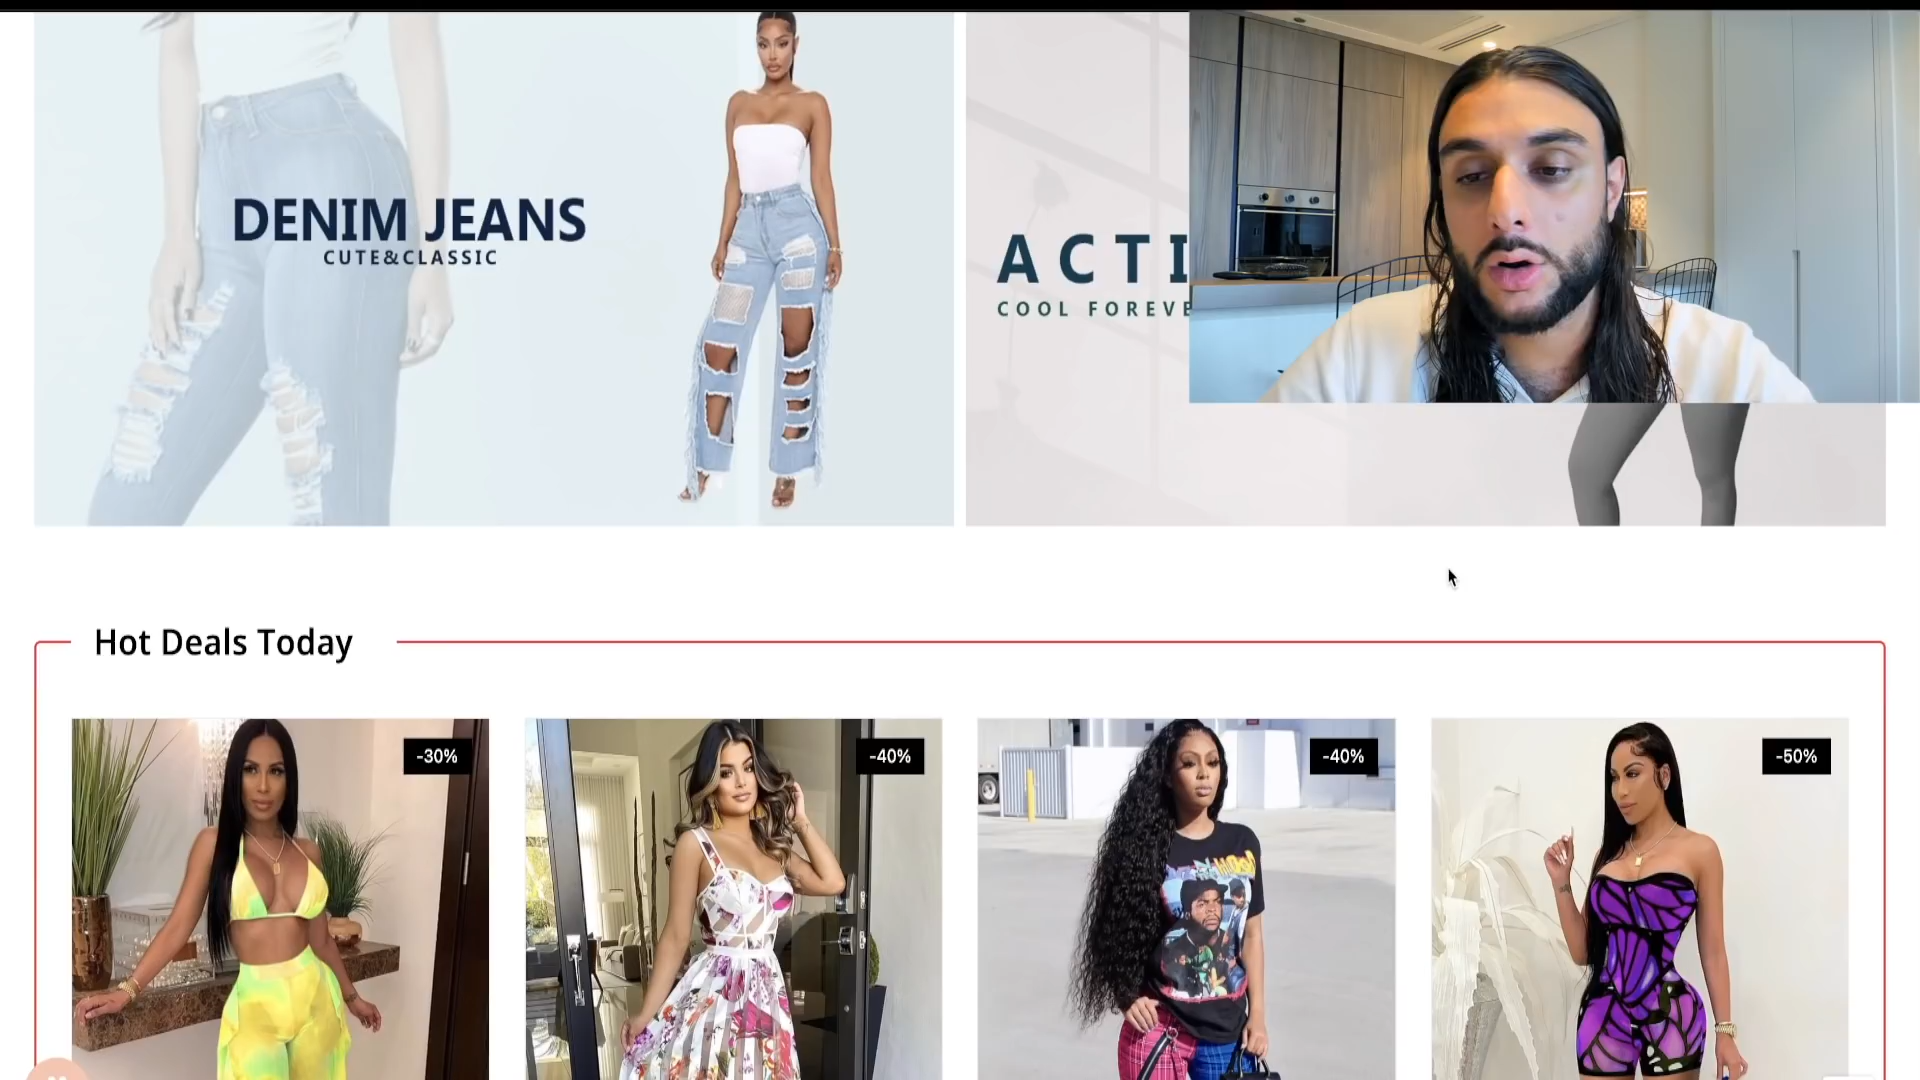 DENIM JEANS
CUTE&CLASSIC
ACTI
COOL FOREVE
Hot Deals Today
-30%
-40%
-40%
-50%